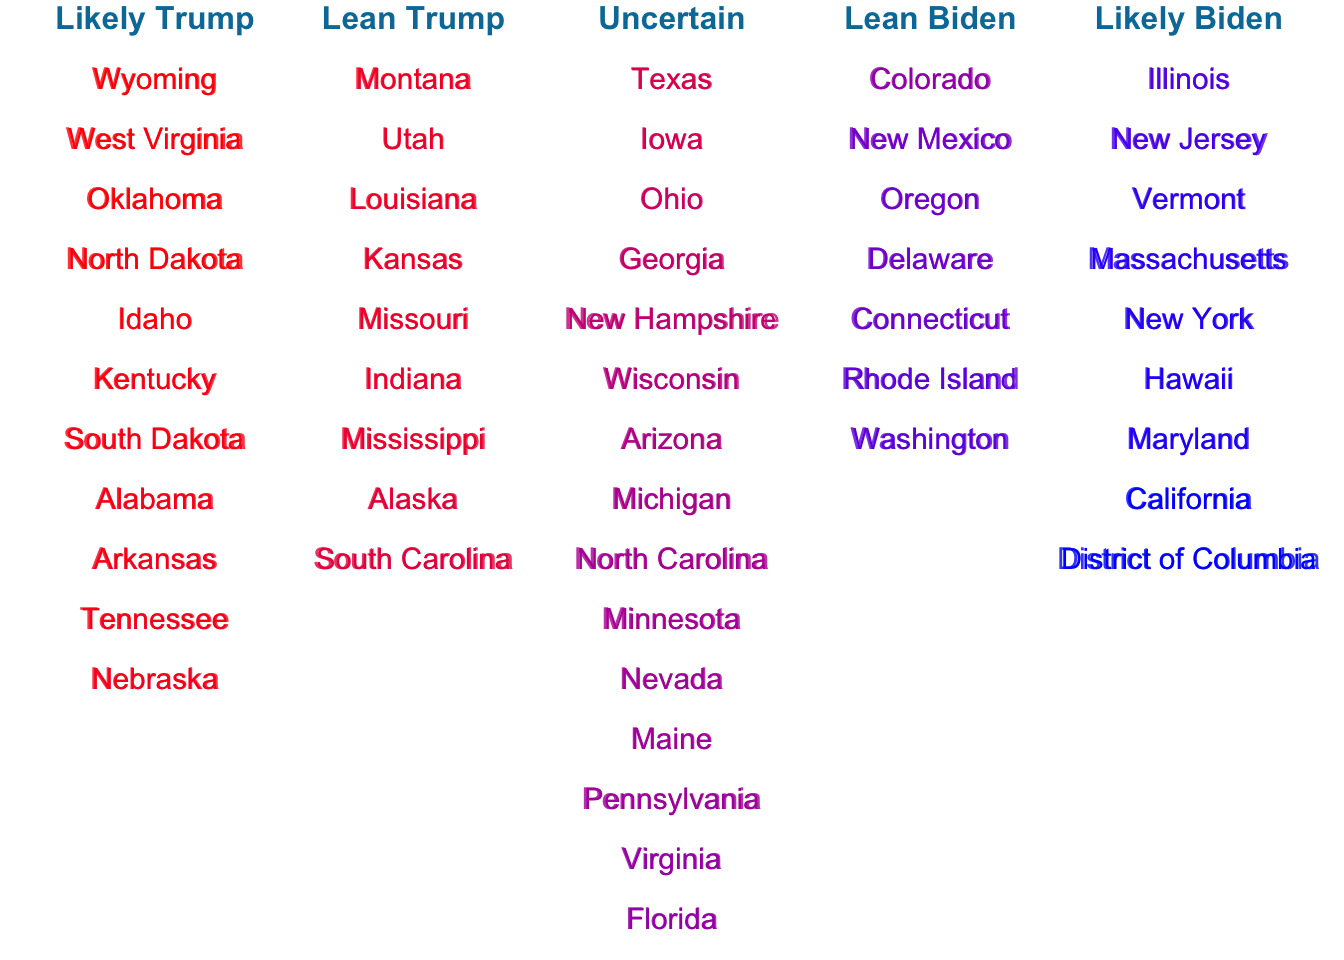 Likely Trump Lean Trump Uncertain Lean Biden Likely Biden
Wyoming Montana Texas Colorado Illinois
West Virginia Utah Iowa New Mexico New Jersey
Oklahoma Louisiana Ohio Oregon Vermont
North Dakota Kansas Georgia Delaware Massachusetts
Idaho Missouri New Hampshire Connecticut New York
Kentucky Indiana Wisconsin Rhode Island Hawaii
South Dakota Mississippi Arizona Washington Maryland
Alabama Alaska Michigan California
Arkansas South Carolina North Carolina District of Columbia
Tennessee Minnesota
Nebraska Nevada
Maine
Pennsylvania
Virginia
Florida